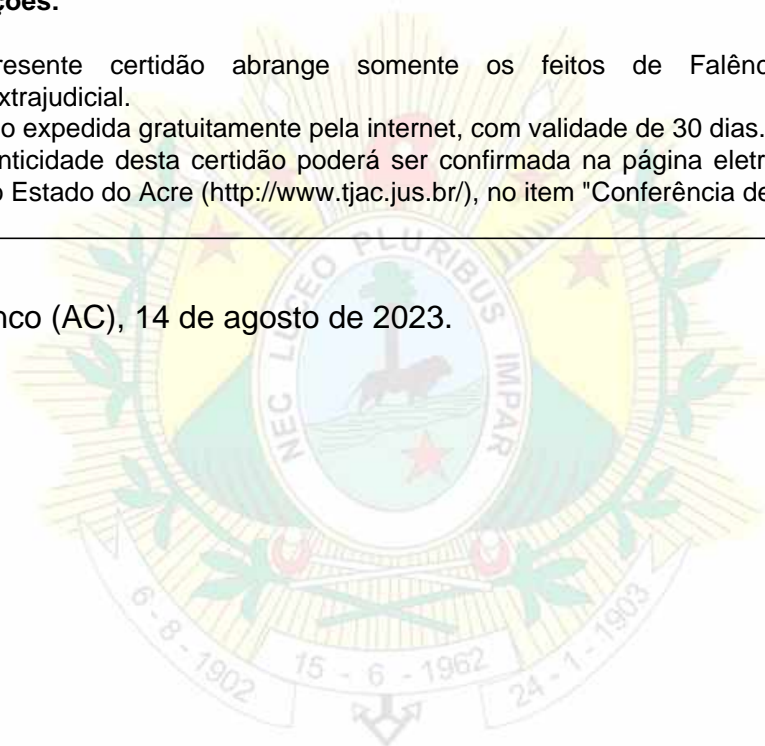 ções:
resente certidão abrange somente os feitos de Falênc
xtrajudicial.
o expedida gratuitamente pela internet, com validade de 30 dias.
enticidade desta certidão poderá ser confirmada na página eletr
o Estado do Acre (http://www.tjac.jus.br/), no item "Conferência de
nco (AC), 14 de agosto de 2023.
NEC LUCEO PLURIBUS IMPAR
6 - 8 - 1902
15 - 6 - 1962
24 - 1 - 1903